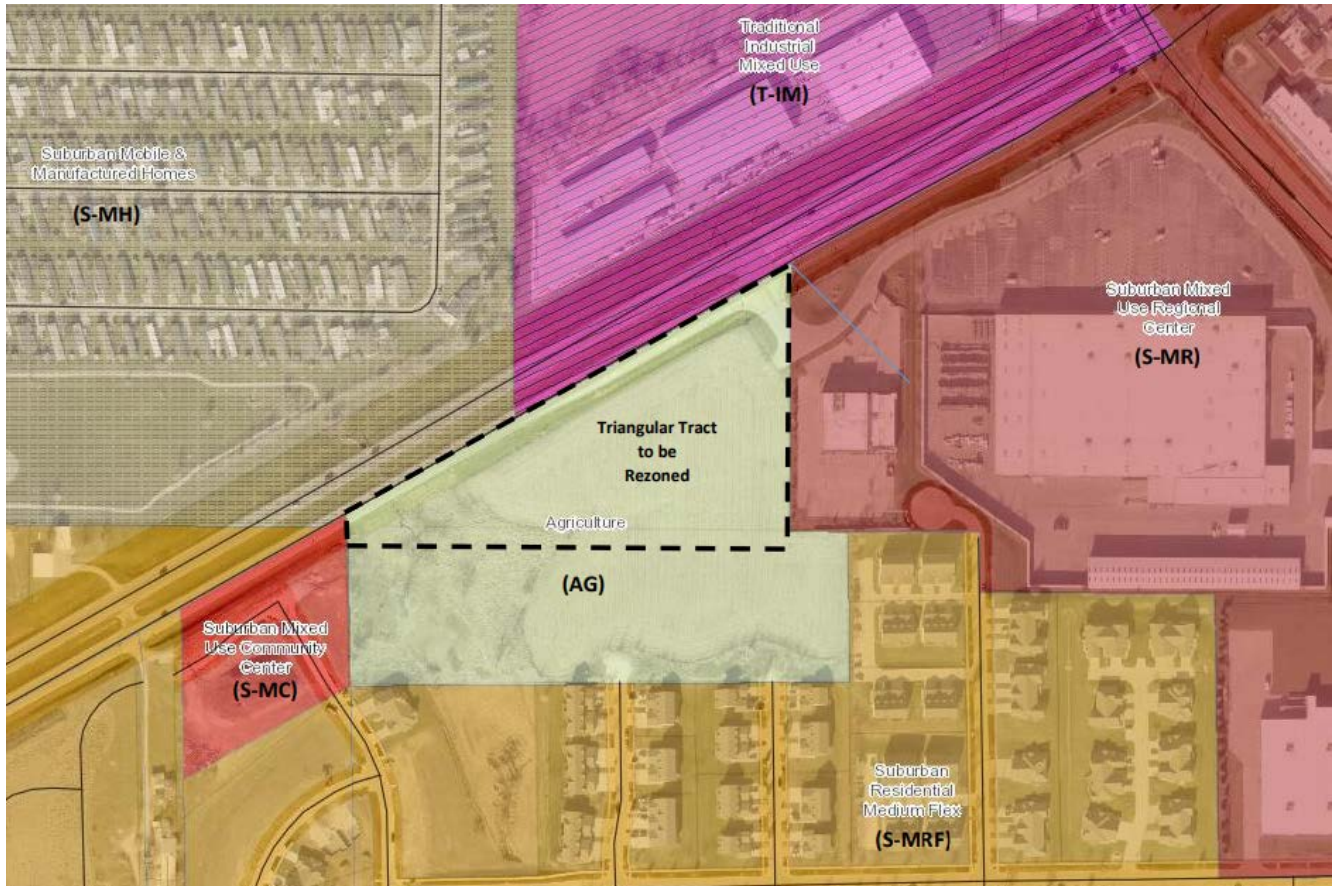 Traditional
Industrial
Mixed Use
(T-IM)
Suburban Mobile &
Manufactured Homes
(S-MH)
Suburban Mixed
Use Regional
Center
(S-MR)
Triangular Tract
to be
Rezoned
Agriculture
(AG)
Suburban Mixed
Use Community
Center
(S-MC)
Suburban
Residential
Medium Flex
(S-MRF)